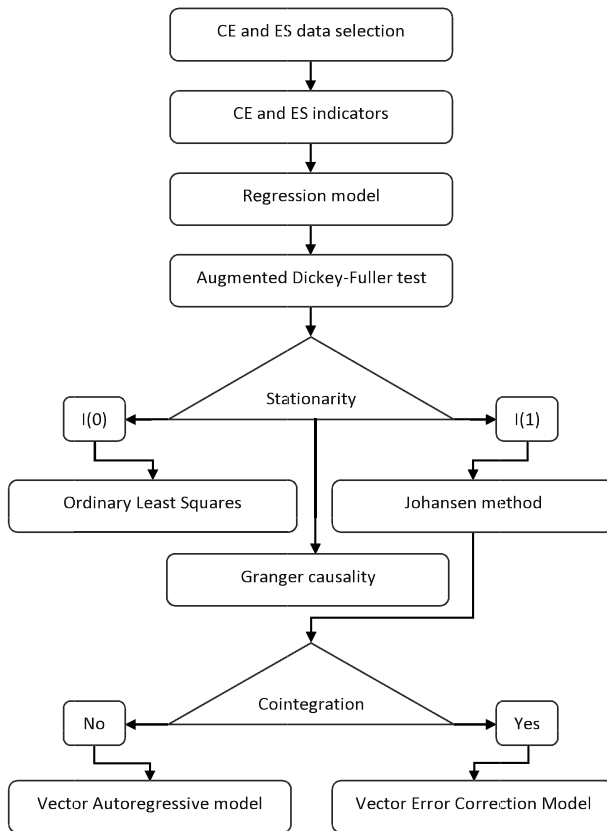 CE and ES data selection
CE and ES indicators
Regression model
Augmented Dickey-Fuller test
Stationarity
I(0)
I(1)
Ordinary Least Squares
Johansen method
Granger causality
Cointegration
No
Yes
Vector Autoregressive model
Vector Error Correction Model